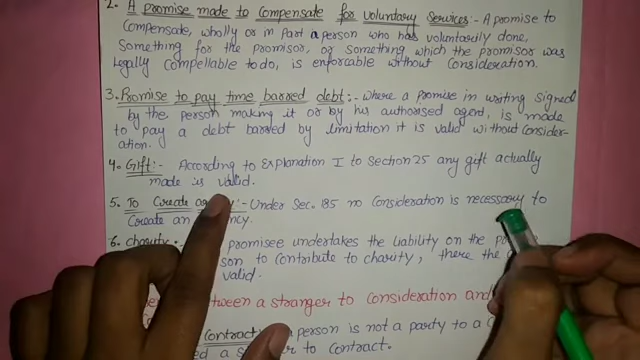 2. A promise made to compensate for voluntary services:- A promise to
Compensate, wholly or in Part a person who has voluntarily done,
Something for the promisor, or something which the promisor was
legally compellable to do, is enforcable without Consideration.
3. Promise to pay time barred debt:- Where a Promise in writing signed
by the person making it or by his authorised agent, is made
to pay a debt barred by limitation it is valid without Consider-
ation.
4. Gift:- According to Explanation I to Section 25 any gift actually
made is valid.
5. To Create :- Under Sec. 185 no Consideration is necessary to
Create an
6. Charity promisee undertakes the liability on the
to contribute to charity, there the
valid.
between a stranger to consideration and
Contract person is not a party to a
to Contract.